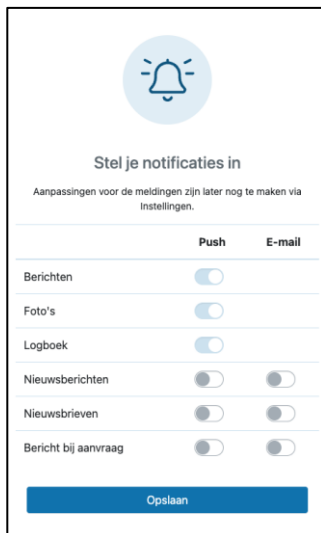 Stel je notificaties in
Aanpassingen voor de meldingen zijn later nog te maken via
Instellingen.
Push E-mail
Berichten
Foto's
Logboek
Nieuwsberichten
Nieuwsbrieven
Bericht bij aanvraag
Opslaan